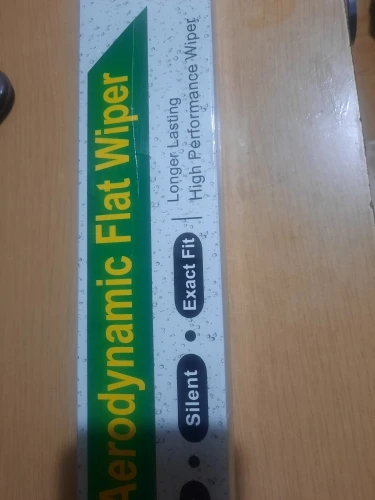 Aerodynamic Flat Wiper
Silent • Exact Fit
Longer Lasting
High Performance Wiper